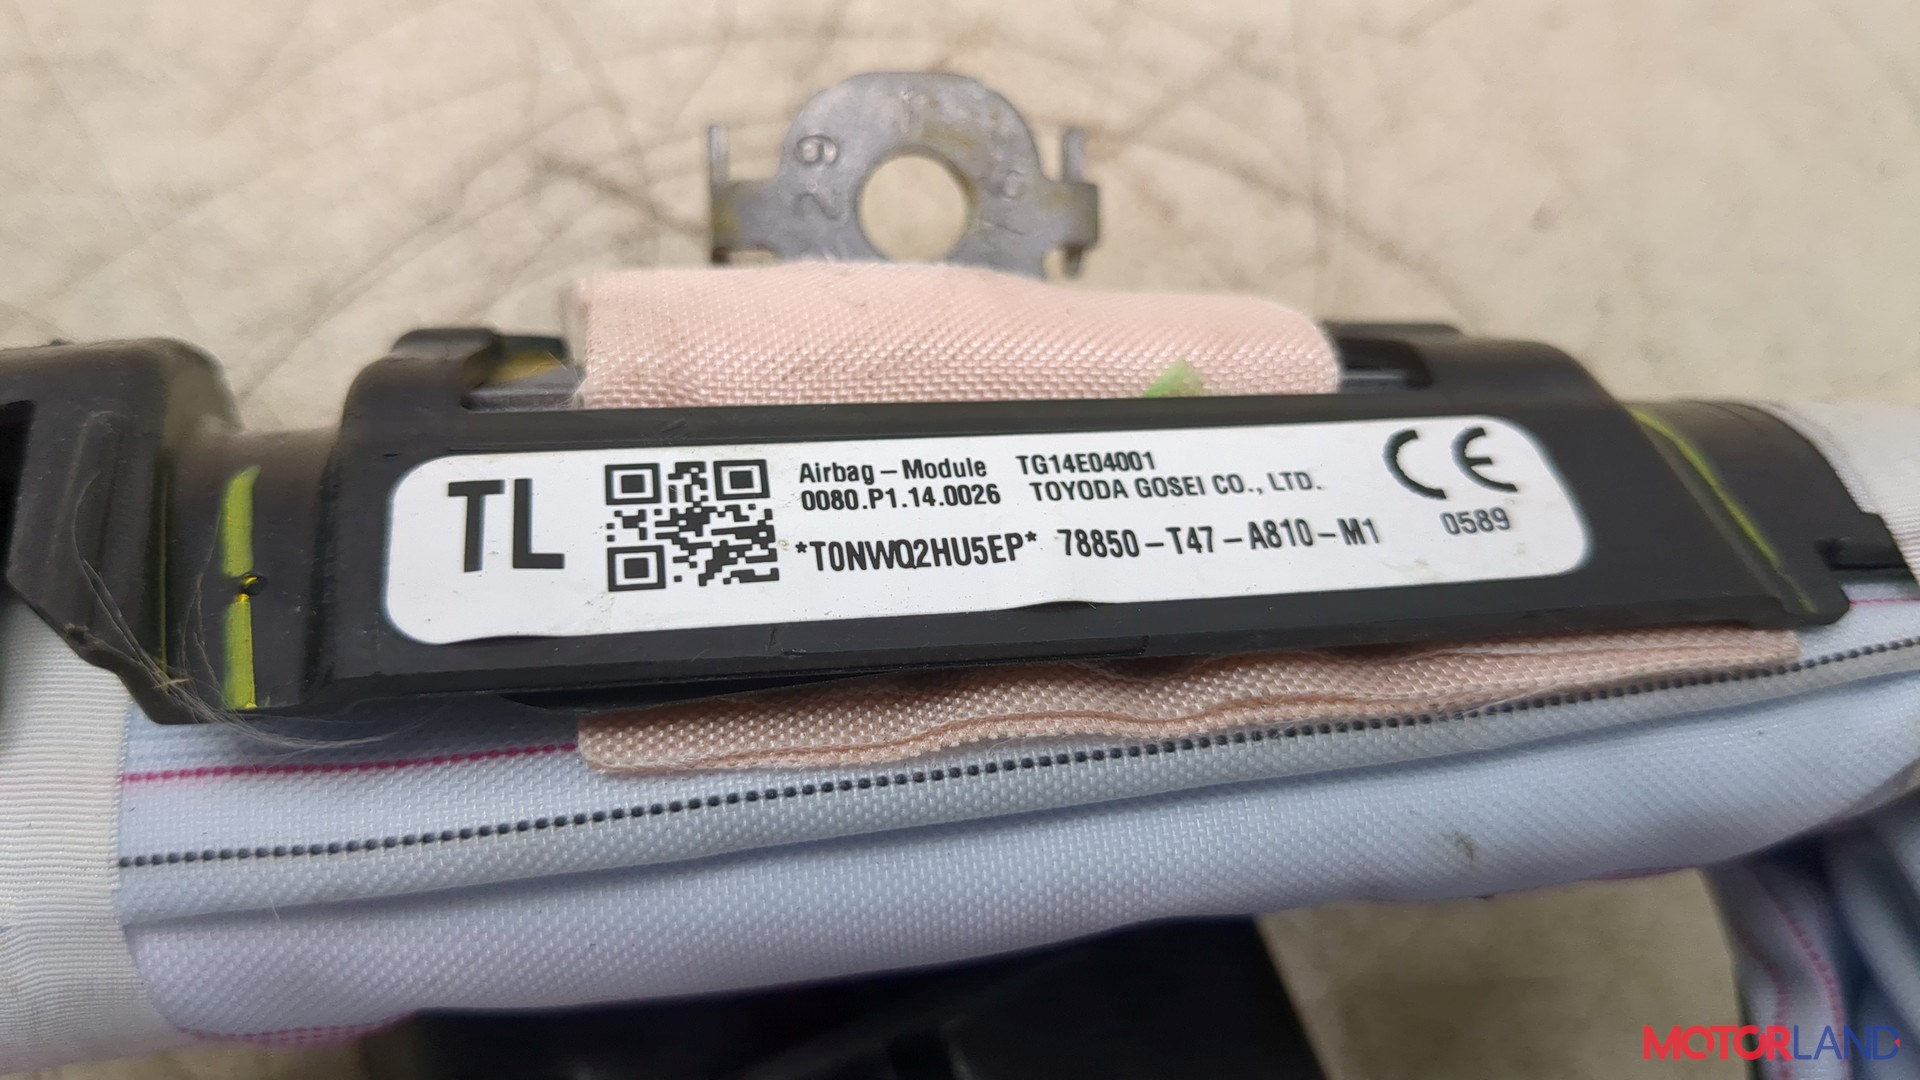 62
TL
Airbag-Module TG14E04001
0080.P1.14.0026 TOYODA GOSEI CO., LTD.
*T0NWQ2HU5EP* 78850-T47-A810-M1
CE
0589
MOTORLAND